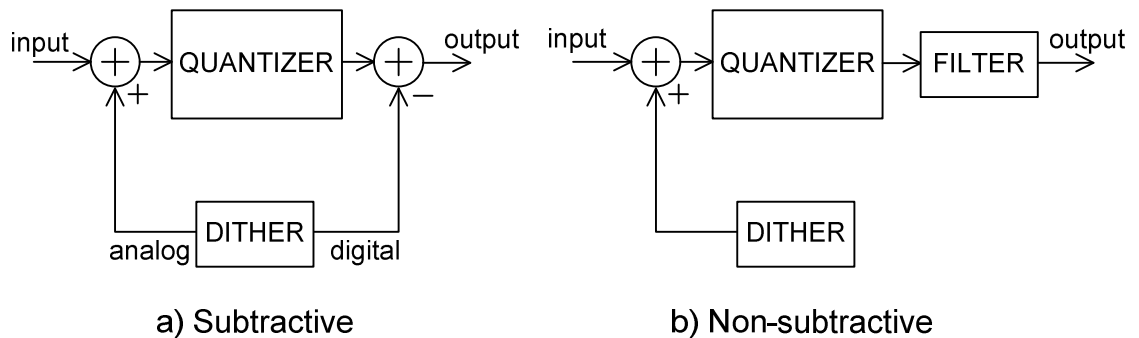 input
+
QUANTIZER
+
output
+
−
analog
DITHER
digital
a) Subtractive
input
+
QUANTIZER
FILTER
output
+
DITHER
b) Non-subtractive